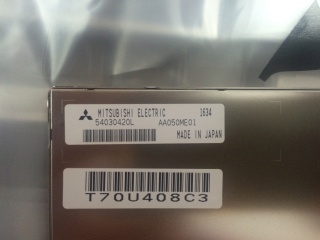 MITSUBISHI ELECTRIC 1634
54030420L AA050ME01
MADE IN JAPAN
T70U408C3